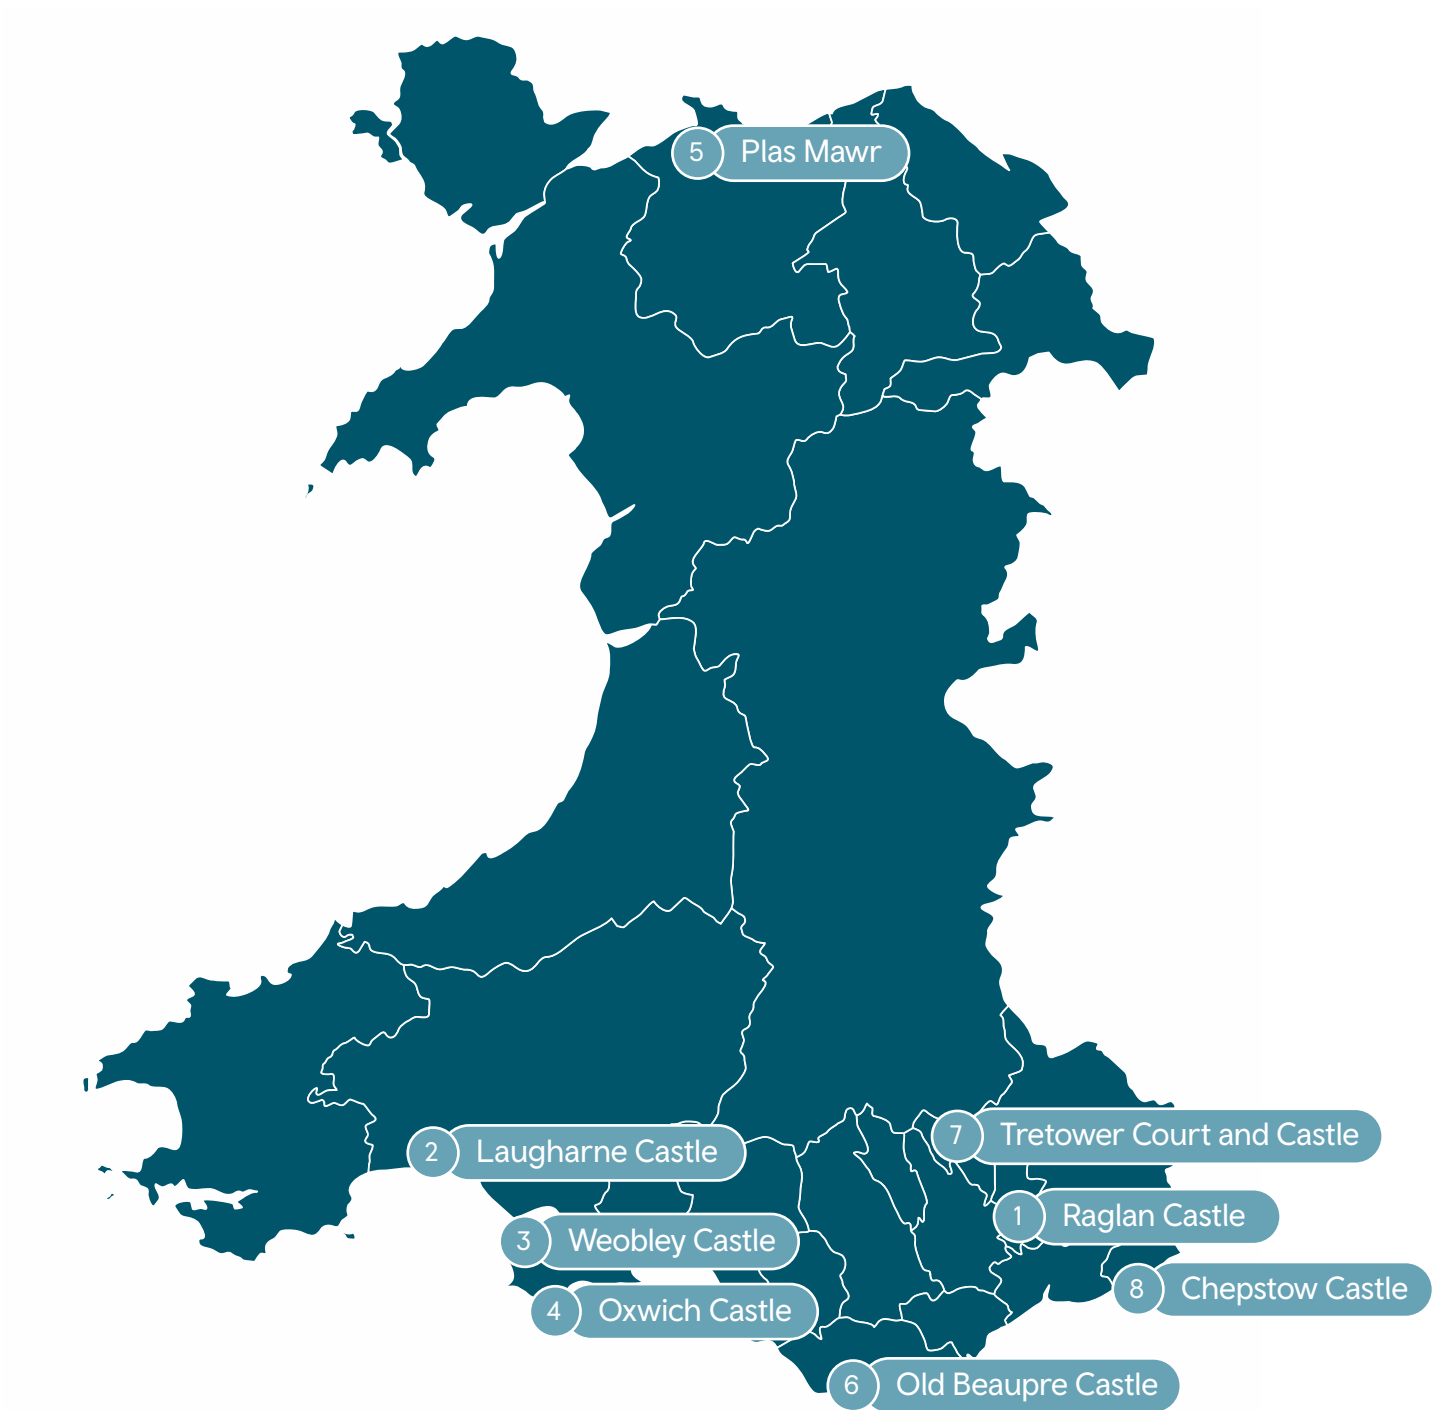 5 Plas Mawr
7 Tretower Court and Castle
2 Laugharne Castle
1 Raglan Castle
3 Weobley Castle
8 Chepstow Castle
4 Oxwich Castle
6 Old Beaupre Castle